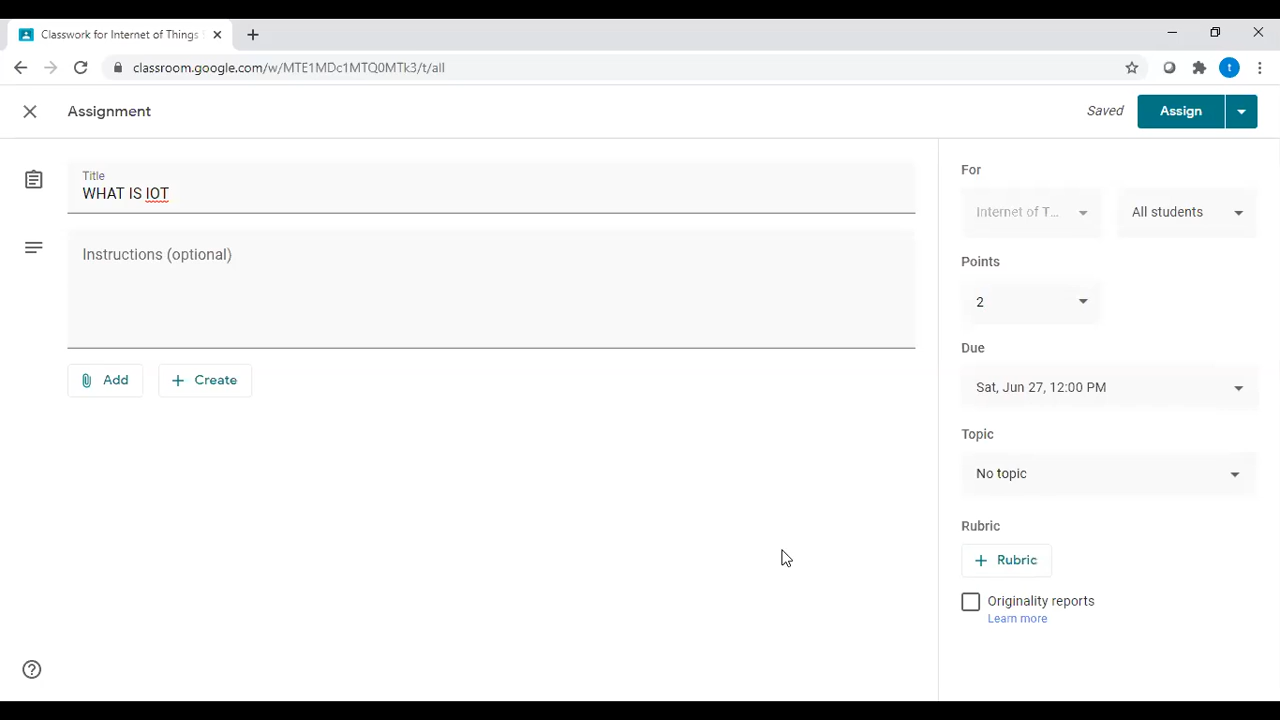 Classwork for Internet of Things
classroom.google.com/w/MTE1MDc1MTQ0MTk3/t/all
t
Assignment
Saved
Assign
Title
WHAT IS IOT
Instructions (optional)
Add
Create
For
Internet of T...
All students
Points
2
Due
Sat, Jun 27, 12:00 PM
Topic
No topic
Rubric
Rubric
Originality reports
Learn more